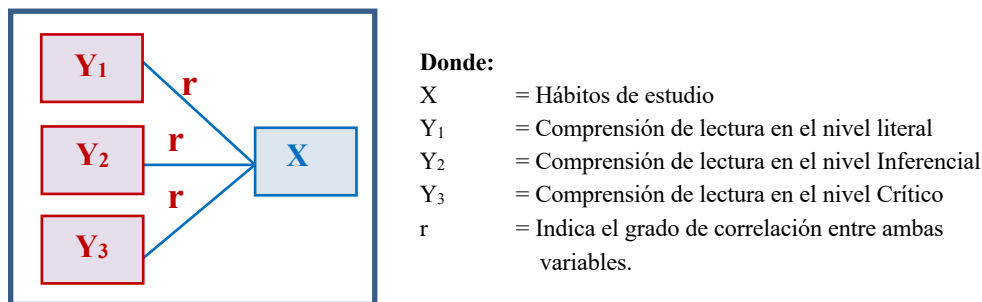 Y1
r
Y2
r
X
r
Y3
Donde:
X = Hábitos de estudio
Y1 = Comprensión de lectura en el nivel literal
Y2 = Comprensión de lectura en el nivel Inferencial
Y3 = Comprensión de lectura en el nivel Crítico
r = Indica el grado de correlación entre ambas
variables.